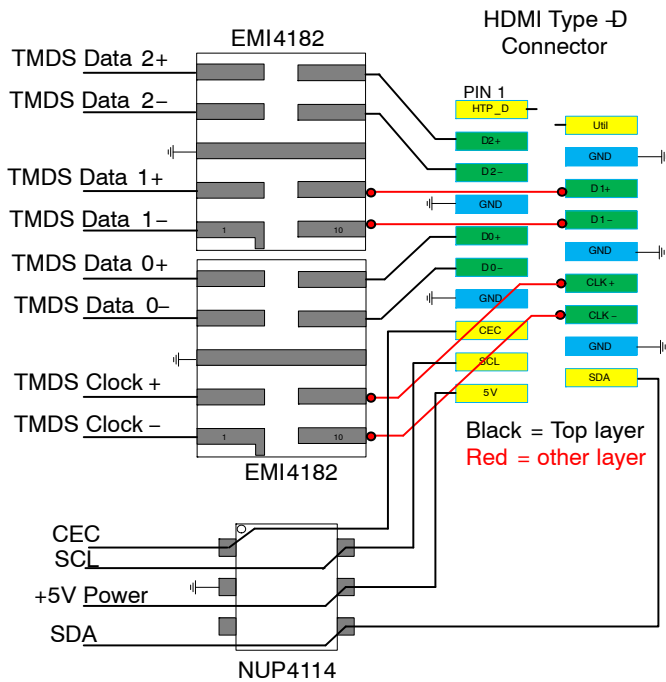 HDMI Type -D
Connector
EMI4182
TMDS Data 2+
TMDS Data 2−
TMDS Data 1+
TMDS Data 1−
1
10
TMDS Data 0+
TMDS Data 0−
TMDS Clock +
TMDS Clock −
1
10
EMI4182
PIN 1
HTP_D
D2+
D2−
GND
D0+
D0−
GND
CEC
SCL
5V
Util
GND
D1+
D1−
GND
CLK+
CLK−
GND
SDA
Black = Top layer
Red = other layer
CEC
SCL
+5V Power
SDA
NUP4114